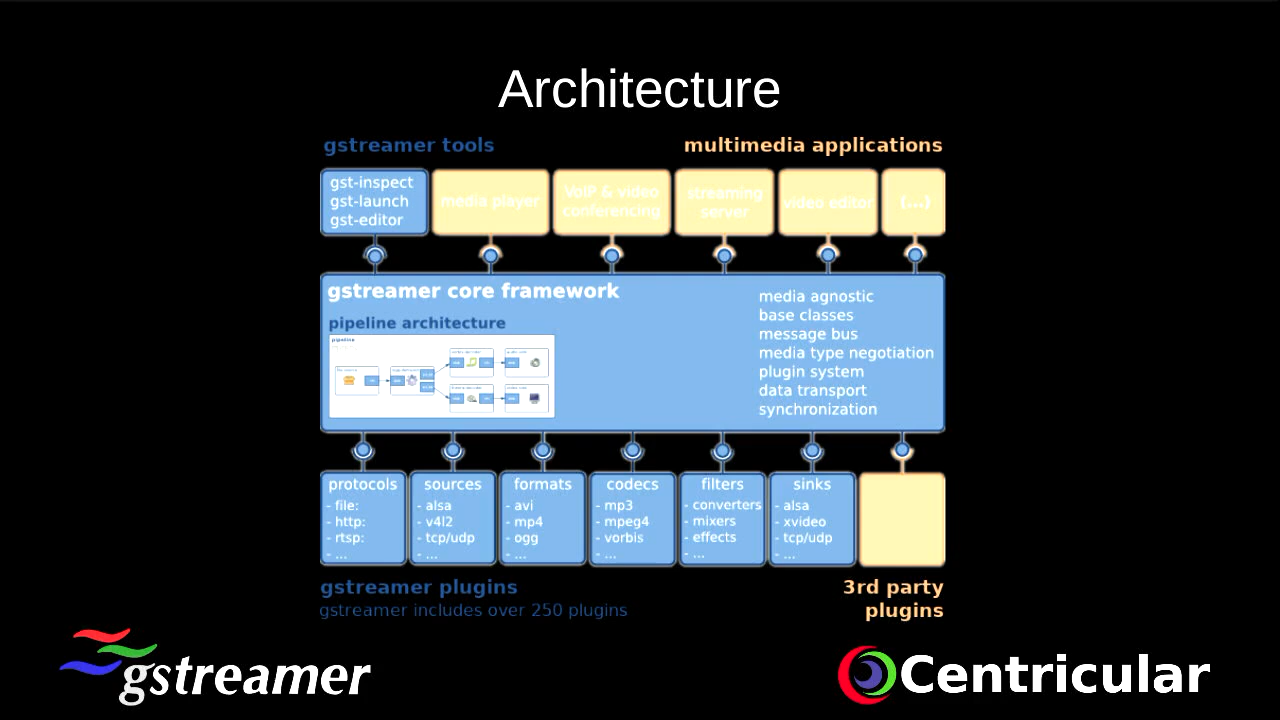 Architecture
gstreamer tools
multimedia applications
gst-inspect
gst-launch
gst-editor
media player
VoIP & video
conferencing
streaming
server
video editor
(...)
gstreamer core framework
pipeline architecture
pipeline
media agnostic
base classes
message bus
media type negotiation
plugin system
data transport
synchronization
protocols
- file:
- http:
- rtsp:
- ...
sources
- alsa
- v4l2
- tcp/udp
- ...
formats
- avi
- mp4
- ogg
- ...
codecs
- mp3
- mpeg4
- vorbis
- ...
filters
- converters
- mixers
- effects
- ...
sinks
- alsa
- xvideo
- tcp/udp
- ...
gstreamer plugins
gstreamer includes over 250 plugins
3rd party
plugins
gstreamer
Centricular